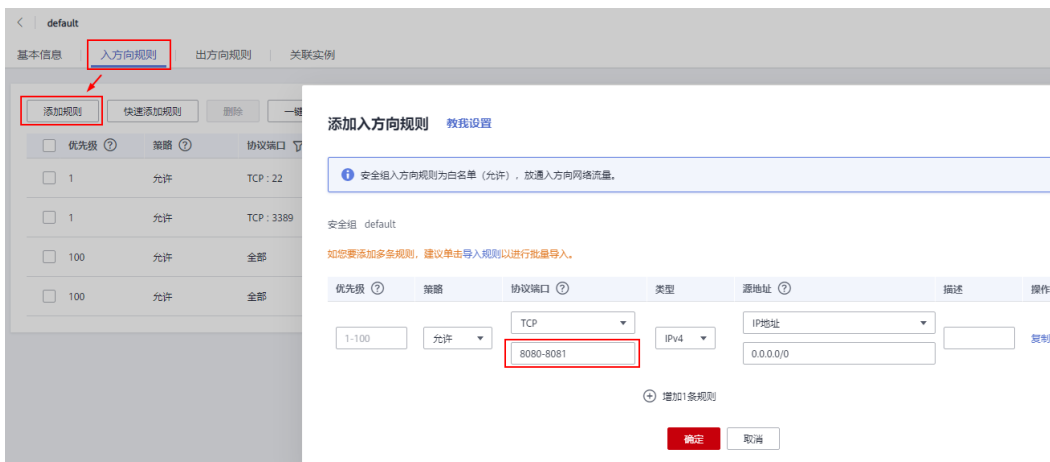 default
基本信息 入方向规则 出方向规则 关联实例
添加规则 快速添加规则 删除 一键
优先级 策略 协议端口
1 允许 TCP : 22
1 允许 TCP : 3389
100 允许 全部
100 允许 全部
添加入方向规则 教我设置
安全组入方向规则为白名单（允许），放通入方向网络流量。
安全组 default
如您要添加多条规则，建议单击导入规则以进行批量导入。
优先级 策略 协议端口 类型 源地址 描述 操作
TCP IP地址
1-100 允许 IPv4 复制
8080-8081 0.0.0.0/0
增加1条规则
确定 取消